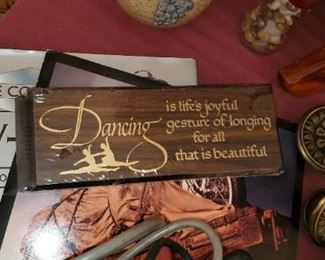 Dancing
is life's joyful
gesture of longing
for all
that is beautiful